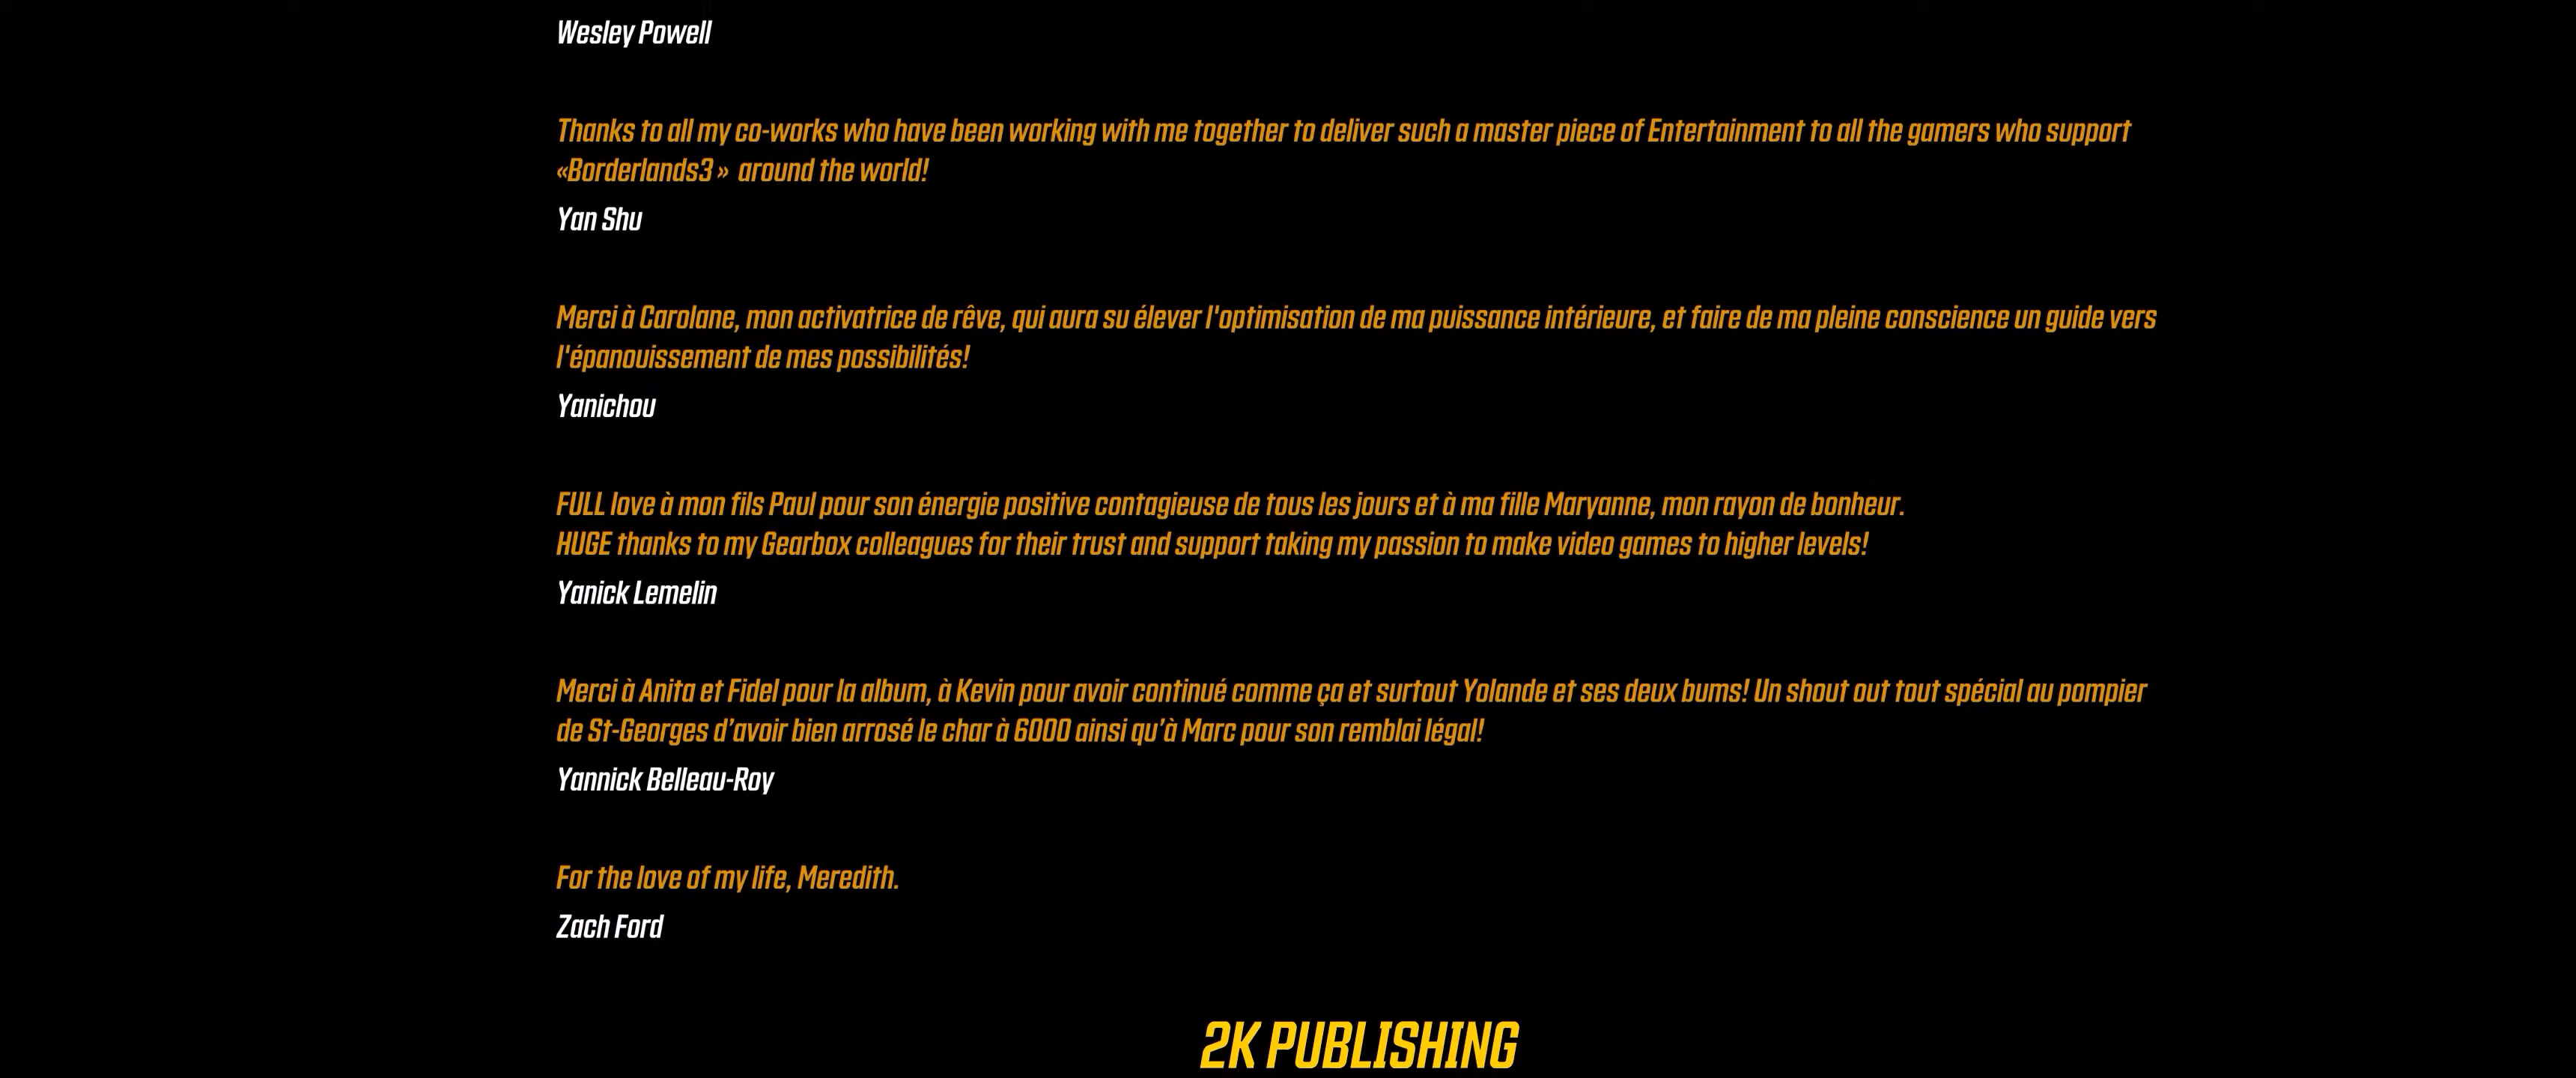 Wesley Powell
Thanks to all my co-works who have been working with me together to deliver such a master piece of Entertainment to all the gamers who support
«Borderlands3 »  around the world!
Yan Shu
Merci à Carolane, mon activatrice de rêve, qui aura su élever l'optimisation de ma puissance intérieure, et faire de ma pleine conscience un guide vers
l'épanouissement de mes possibilités!
Yanichou
FULL love à mon fils Paul pour son énergie positive contagieuse de tous les jours et à ma fille Maryanne, mon rayon de bonheur.
HUGE thanks to my Gearbox colleagues for their trust and support taking my passion to make video games to higher levels!
Yanick Lemelin
Merci à Anita et Fidel pour la album, à Kevin pour avoir continué comme ça et surtout Yolande et ses deux bums! Un shout out tout spécial au pompier
de St-Georges d’avoir bien arrosé le char à 6000 ainsi qu’à Marc pour son remblai légal!
Yannick Belleau-Roy
For the love of my life, Meredith.
Zach Ford
2K PUBLISHING